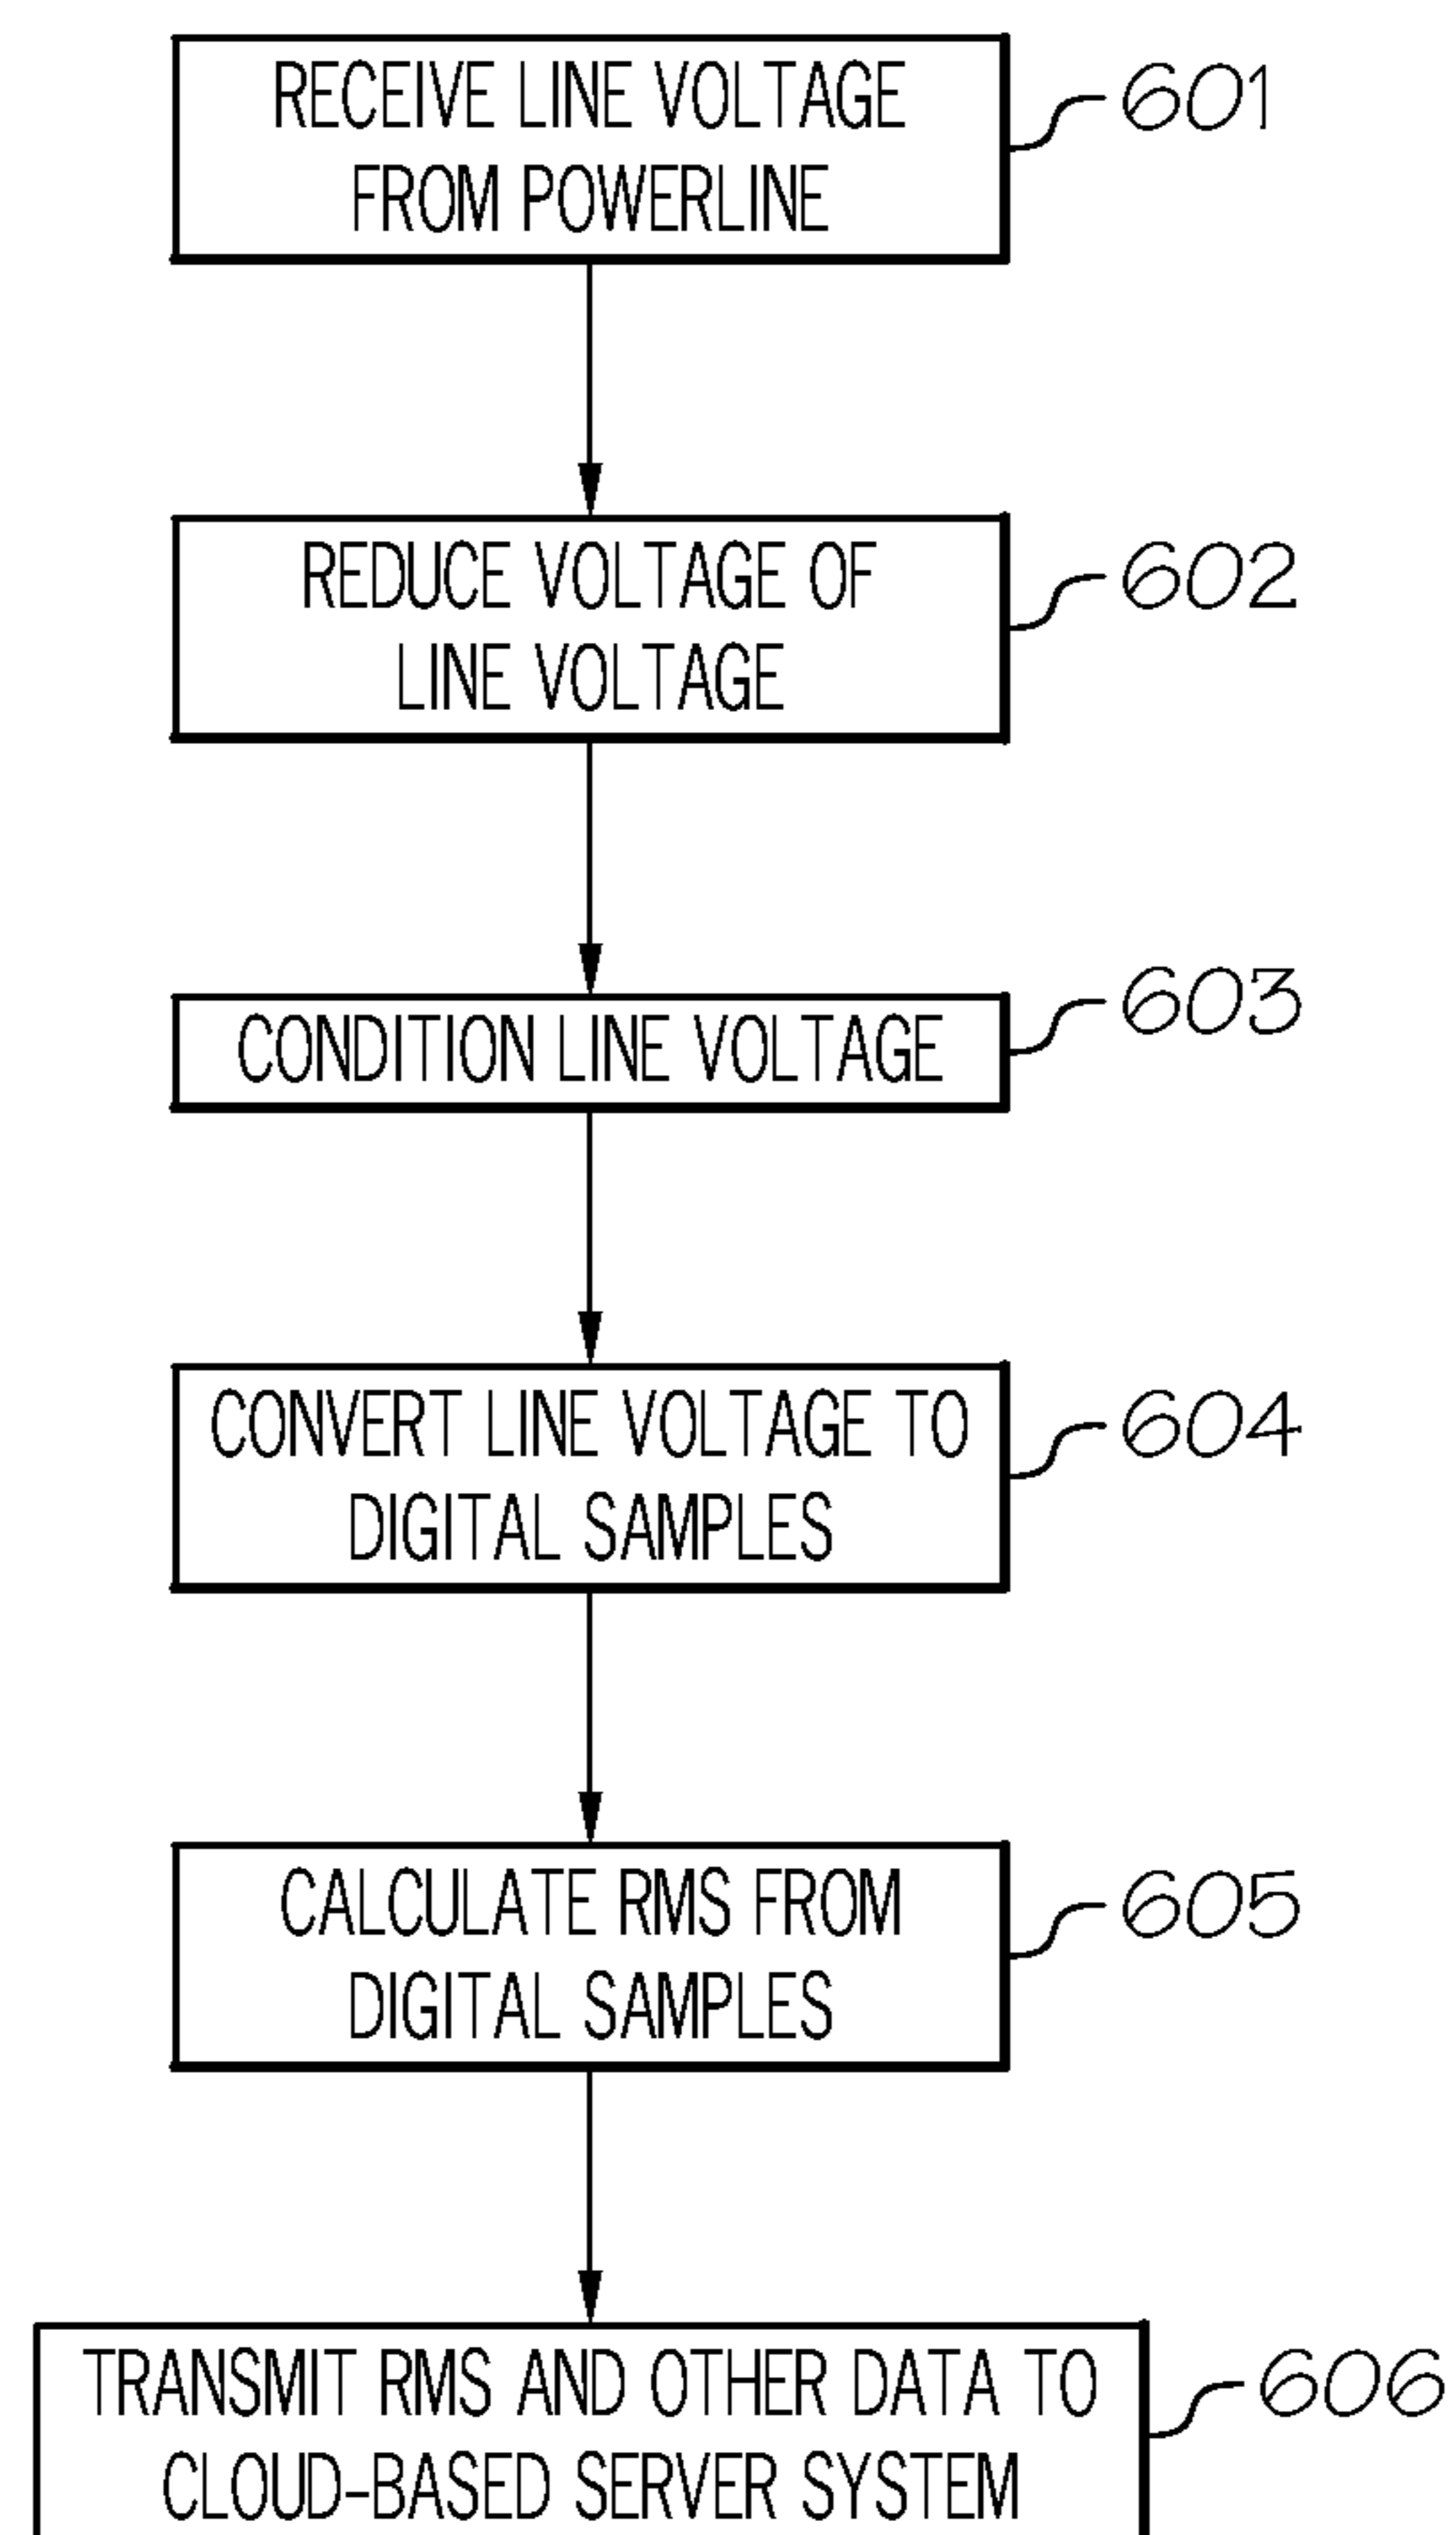 RECEIVE LINE VOLTAGE
FROM POWERLINE
601
REDUCE VOLTAGE OF
LINE VOLTAGE
602
CONDITION LINE VOLTAGE
603
CONVERT LINE VOLTAGE TO
DIGITAL SAMPLES
604
CALCULATE RMS FROM
DIGITAL SAMPLES
605
TRANSMIT RMS AND OTHER DATA TO
CLOUD-BASED SERVER SYSTEM
606